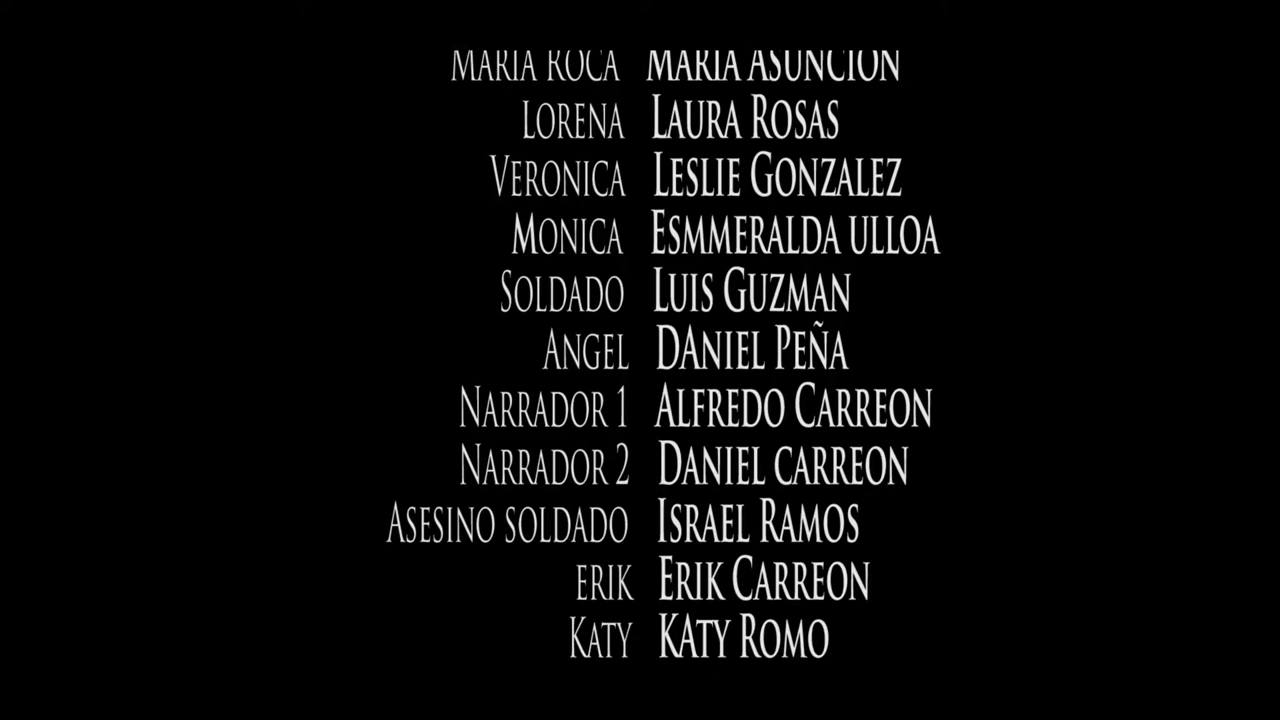 MARIA ROCA MARIA ASUNCION
LORENA LAURA ROSAS
VERONICA LESLIE GONZALEZ
MONICA ESMMERALDA ULLOA
SOLDADO LUIS GUZMAN
ANGEL DANIEL PEÑA
NARRADOR 1 ALFREDO CARREON
NARRADOR 2 DANIEL CARREON
ASESINO SOLDADO ISRAEL RAMOS
ERIK ERIK CARREON
KATY KATY ROMO